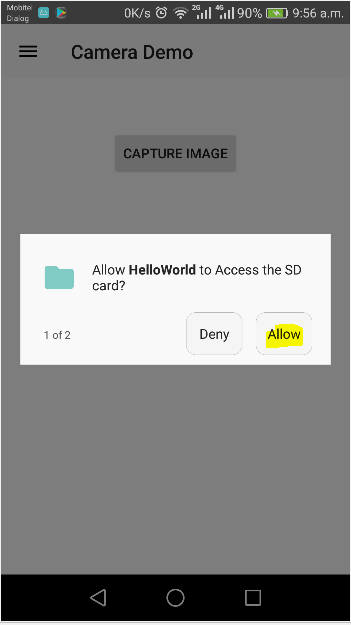 Mobitel
Dialog
0K/s 2G 4G 90% 9:56 a.m.
Camera Demo
CAPTURE IMAGE
Allow HelloWorld to Access the SD
card?
1 of 2
Deny
Allow